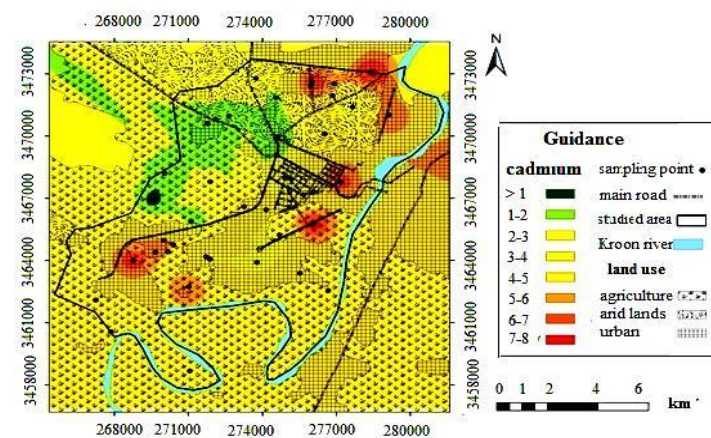 268000 271000 274000 277000 280000
N
3473000
3470000
3467000
3464000
3461000
3458000
3473000
3470000
3467000
3464000
3461000
3458000
268000 271000 274000 277000 280000
Guidance
cadmium sampling point
> 1 main road
1-2 studied area
2-3 Kroon river
3-4 land use
4-5 agriculture
5-6 arid lands
6-7 urban
7-8
0 1 2 4 6
km